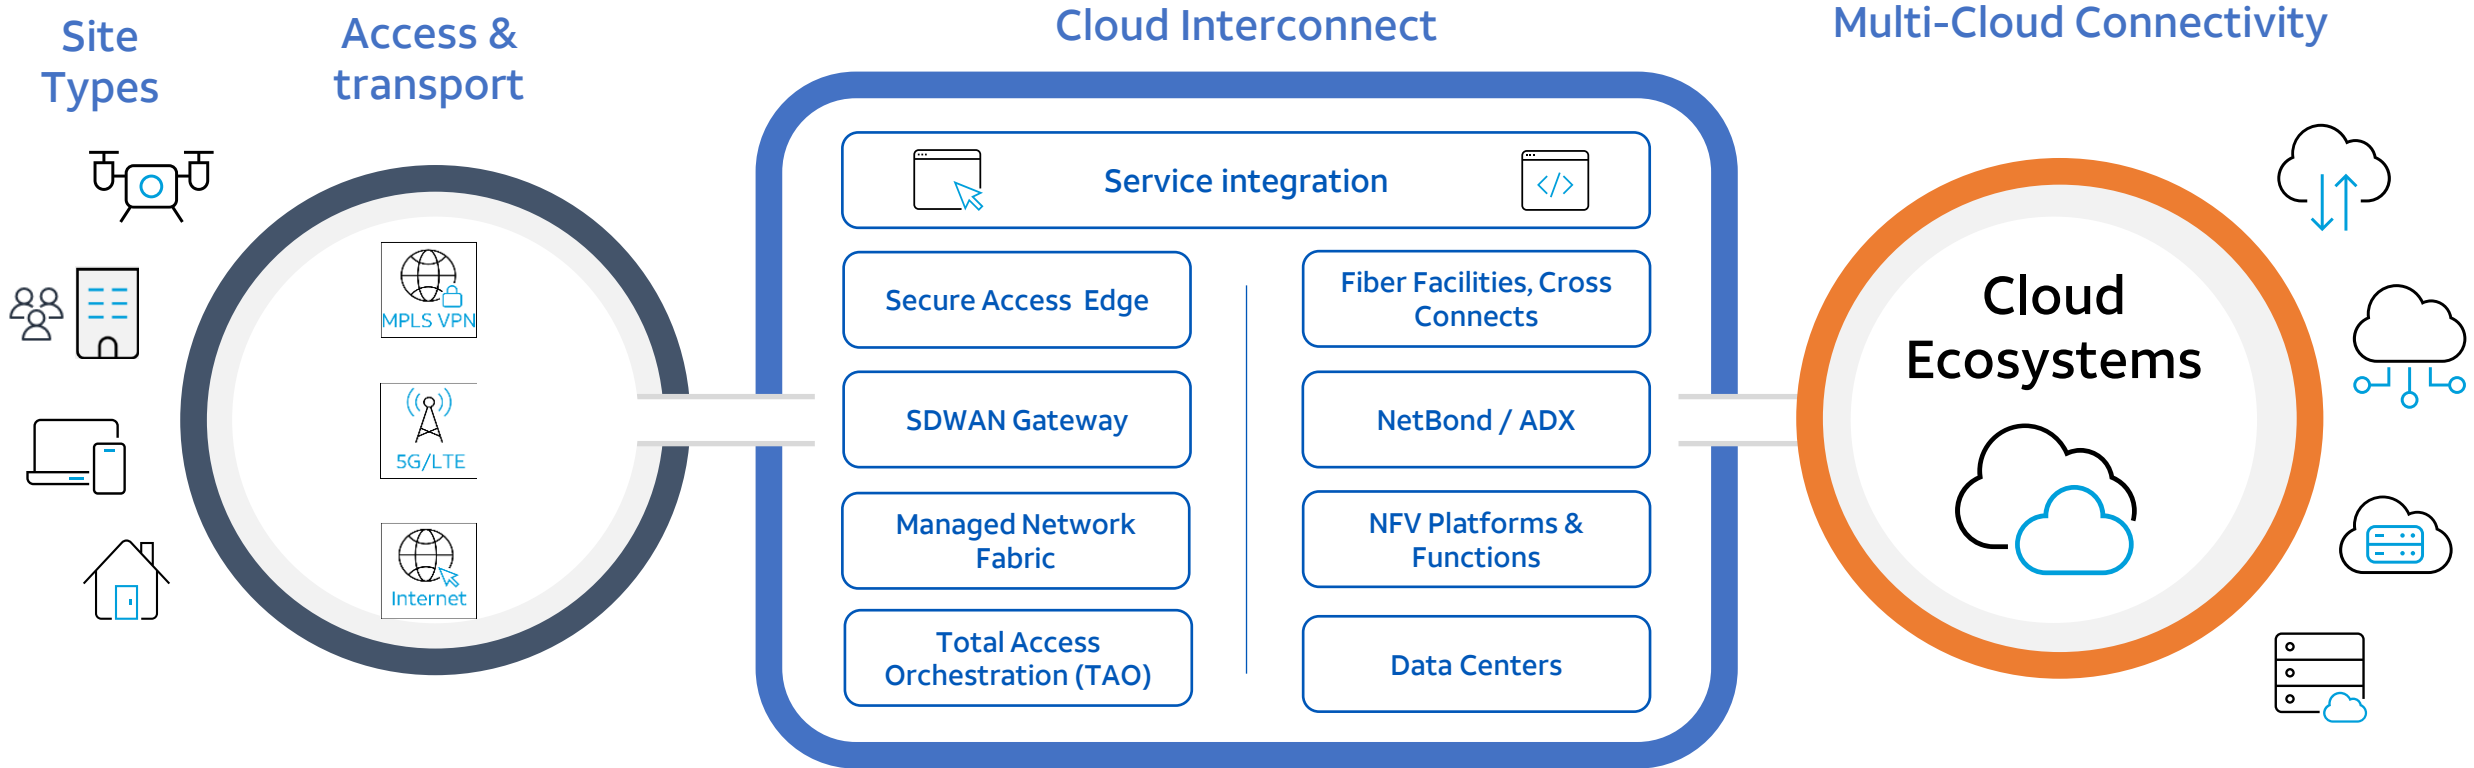 Site
Types
Access &
transport
Cloud Interconnect
Multi-Cloud Connectivity
MPLS VPN
5G/LTE
Internet
Service integration
</>
Secure Access Edge
SDWAN Gateway
Managed Network
Fabric
Total Access
Orchestration (TAO)
Fiber Facilities, Cross
Connects
NetBond / ADX
NFV Platforms &
Functions
Data Centers
Cloud
Ecosystems